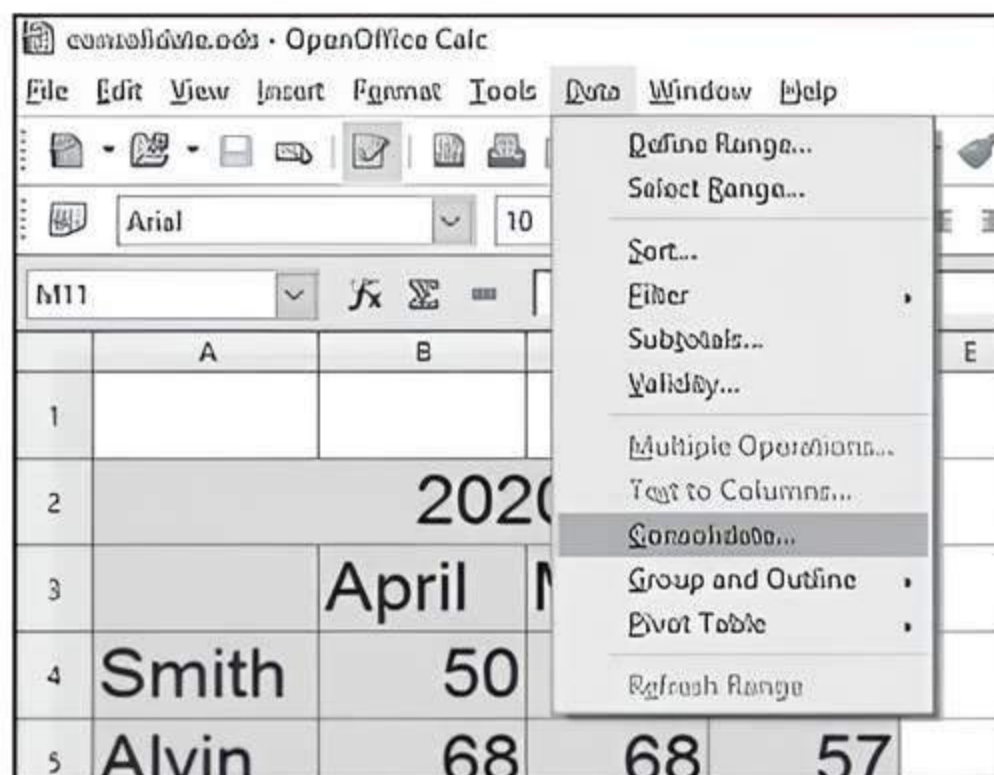 consolidate.ods - OpenOffice Calc
File Edit View Insert Format Tools Data Window Help
Arial 10
M11
A B E
1
2 2020
3 April
4 Smith 50
5 Alvin 68 68 57
Define Range...
Select Range...
Sort...
Filter
Subtotals...
Validity...
Multiple Operations...
Text to Columns...
Consolidate...
Group and Outline
Pivot Table
Refresh Range